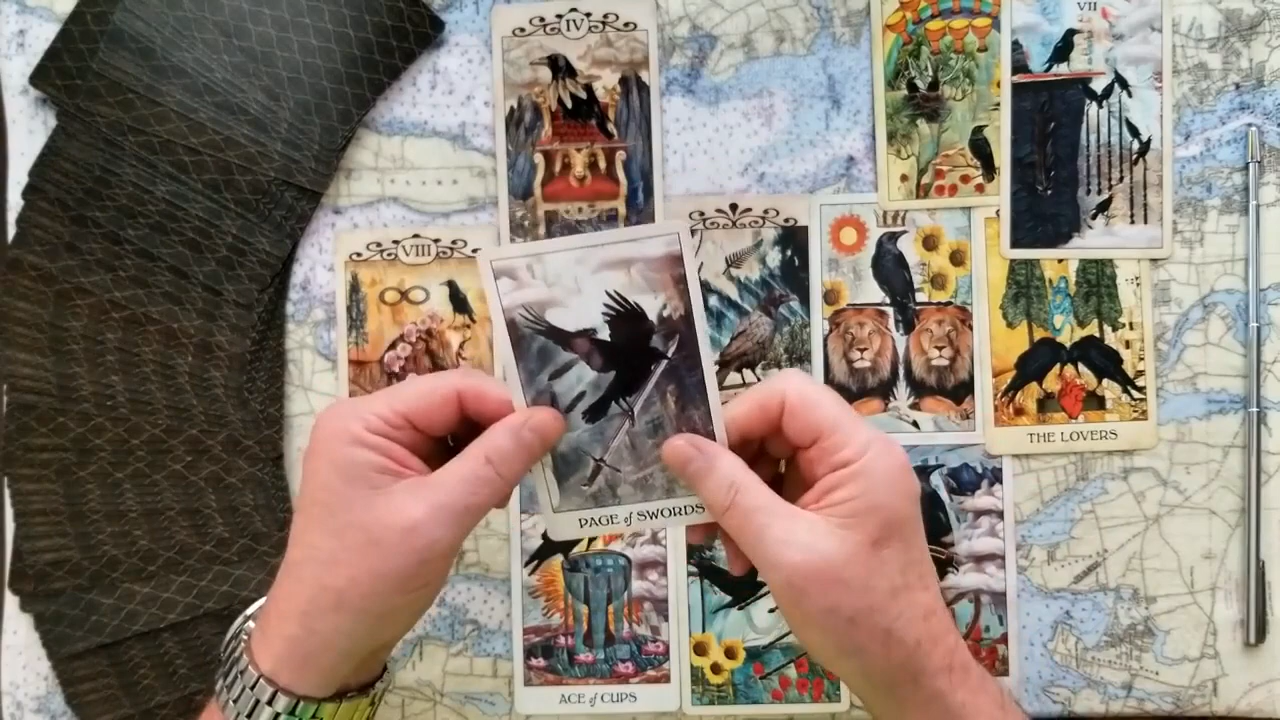 IV
VII
VIII
THE LOVERS
PAGE of SWORDS
ACE of CUPS